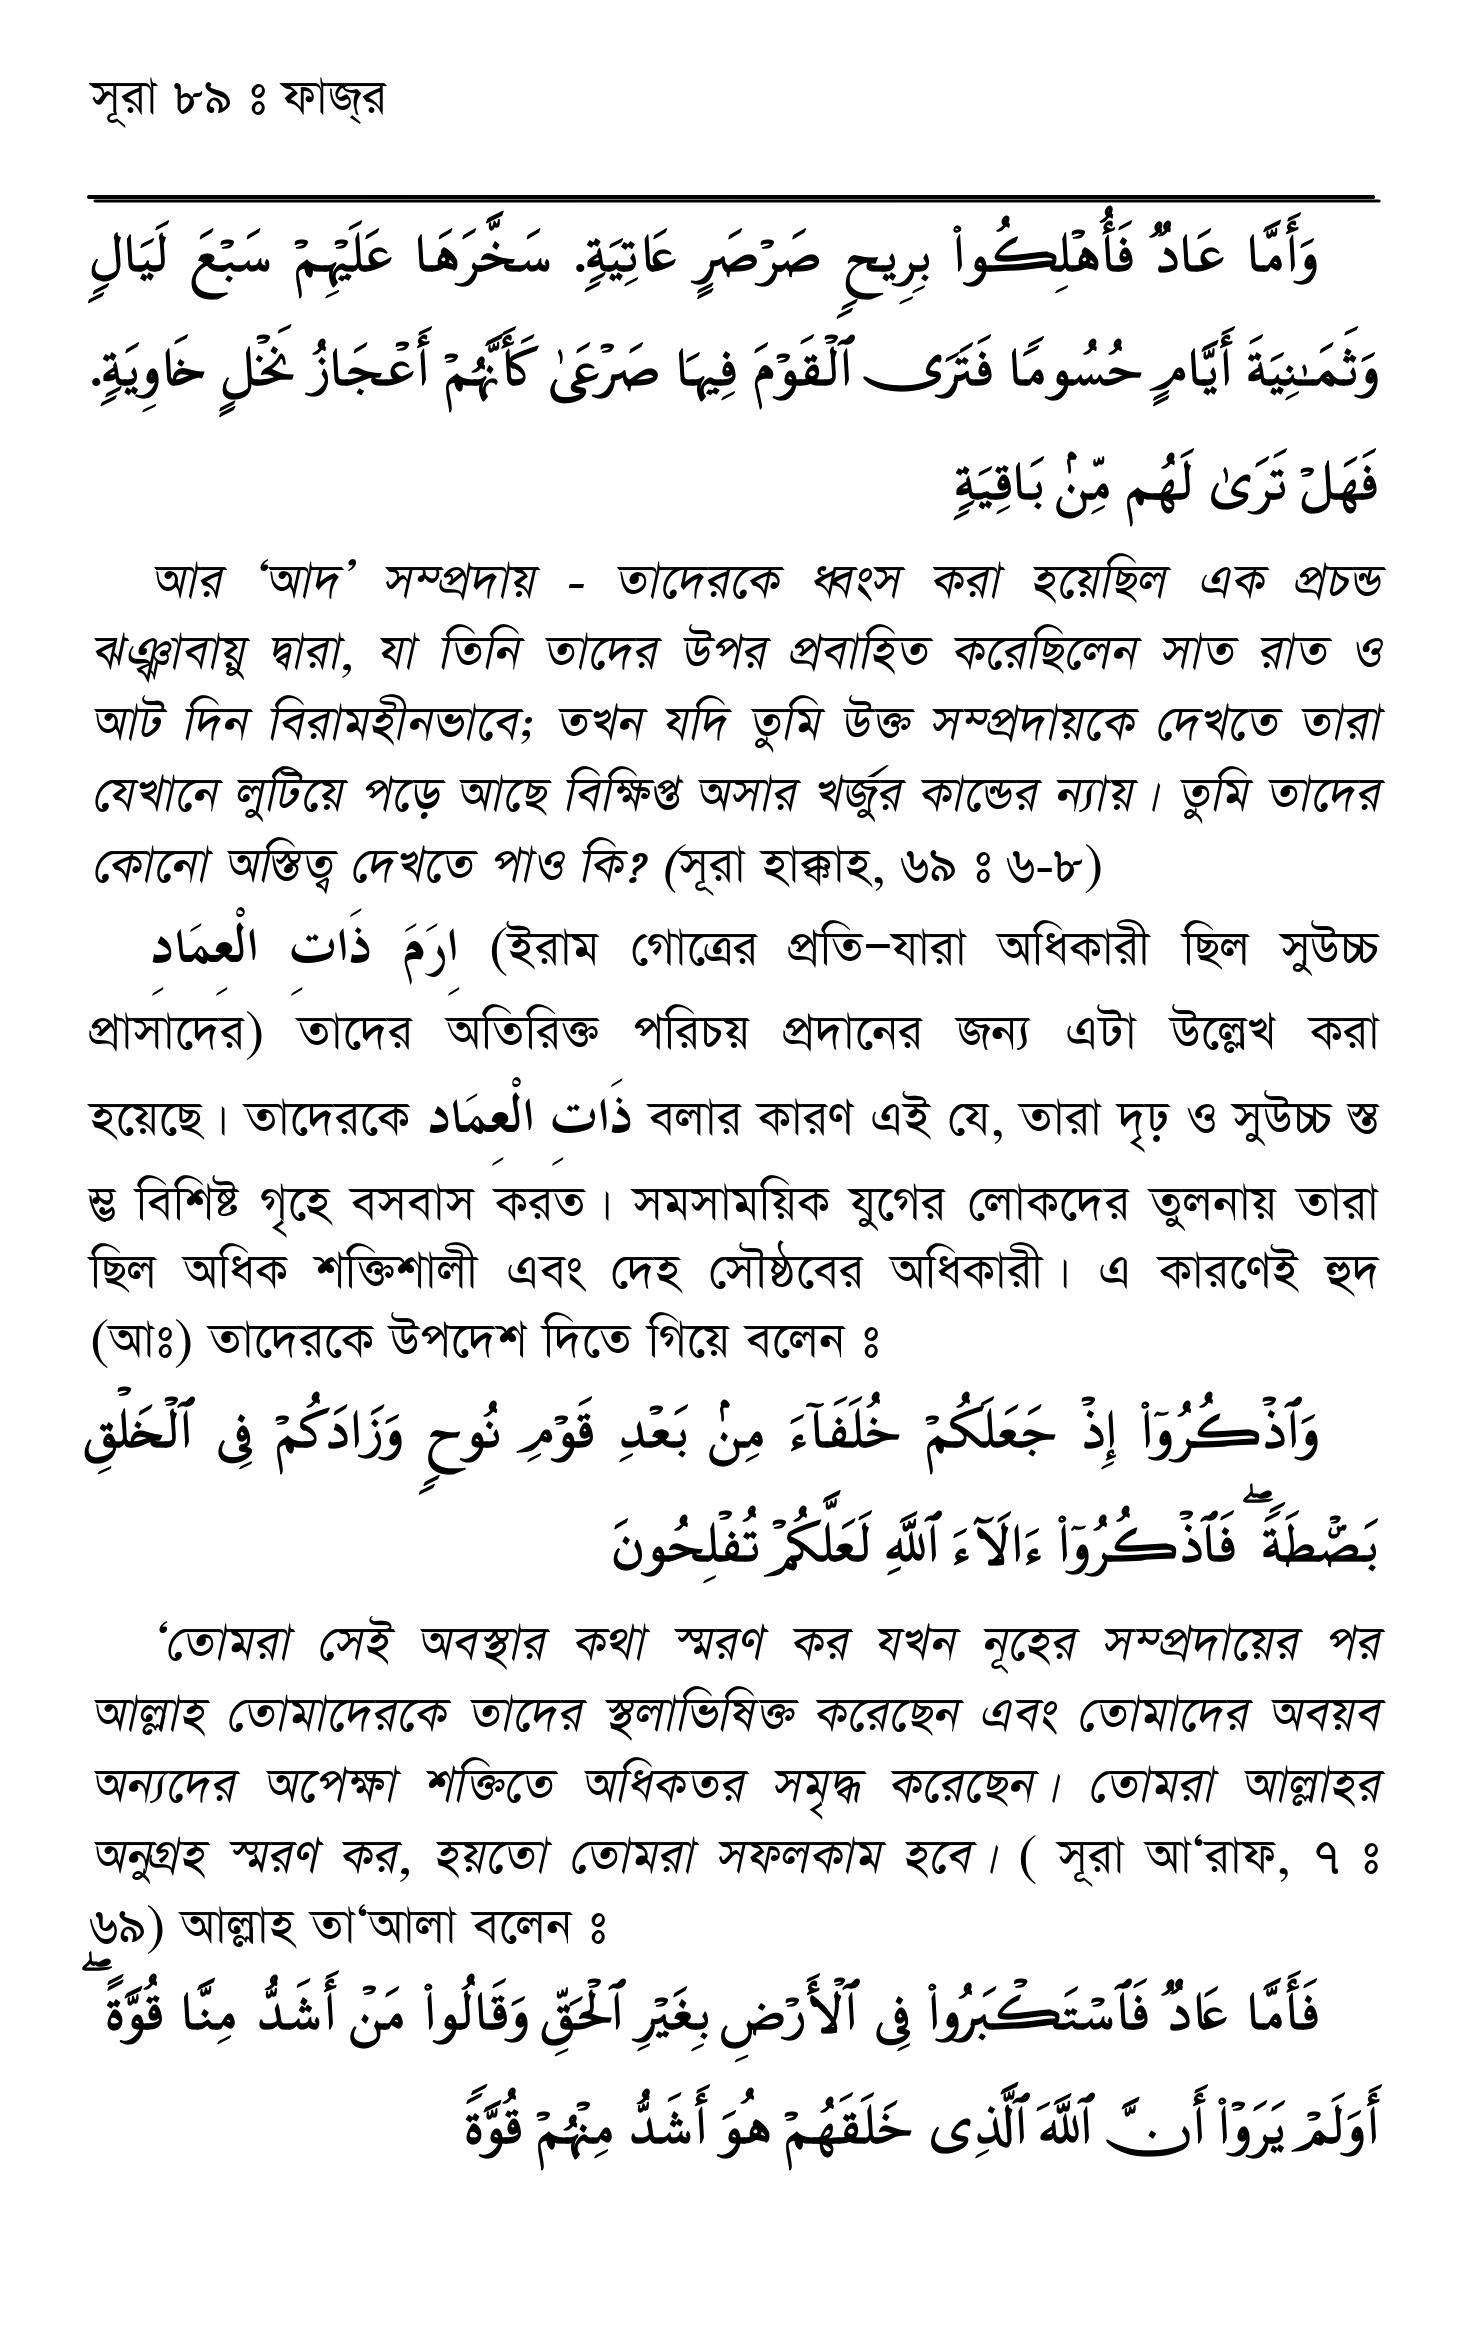 সূরা ৮৯ ঃ ফাজ্‌র
وَأَمَّا عَادٌ فَأُهْلِكُوا۟ بِرِيحٍ صَرْصَرٍ عَاتِيَةٍ. سَخَّرَهَا عَلَيْهِمْ سَبْعَ لَيَالٍ
وَثَمَـٰنِيَةَ أَيَّامٍ حُسُومًا فَتَرَى ٱلْقَوْمَ فِيهَا صَرْعَىٰ كَأَنَّهُمْ أَعْجَازُ نَخْلٍ خَاوِيَةٍ.
فَهَلْ تَرَىٰ لَهُم مِّنۢ بَاقِيَةٍ
আর ‘আদ’ সম্প্রদায় - তাদেরকে ধ্বংস করা হয়েছিল এক প্রচন্ড
ঝঞ্ঝাবায়ু দ্বারা, যা তিনি তাদের উপর প্রবাহিত করেছিলেন সাত রাত ও
আট দিন বিরামহীনভাবে; তখন যদি তুমি উক্ত সম্প্রদায়কে দেখতে তারা
যেখানে লুটিয়ে পড়ে আছে বিক্ষিপ্ত অসার খর্জুর কান্ডের ন্যায়। তুমি তাদের
কোনো অস্তিত্ব দেখতে পাও কি? (সূরা হাক্কাহ, ৬৯ ঃ ৬-৮)
اِرَمَ ذَاتِ الْعِمَادِ (ইরাম গোত্রের প্রতি–যারা অধিকারী ছিল সুউচ্চ
প্রাসাদের) তাদের অতিরিক্ত পরিচয় প্রদানের জন্য এটা উল্লেখ করা
হয়েছে। তাদেরকে ذَاتِ الْعِمَاد বলার কারণ এই যে, তারা দৃঢ় ও সুউচ্চ স্ত
ম্ভ বিশিষ্ট গৃহে বসবাস করত। সমসাময়িক যুগের লোকদের তুলনায় তারা
ছিল অধিক শক্তিশালী এবং দেহ সৌষ্ঠবের অধিকারী। এ কারণেই হুদ
(আঃ) তাদেরকে উপদেশ দিতে গিয়ে বলেন ঃ
وَٱذْكُرُوٓا۟ إِذْ جَعَلَكُمْ خُلَفَآءَ مِنۢ بَعْدِ قَوْمِ نُوحٍ وَزَادَكُمْ فِى ٱلْخَلْقِ
بَصْۜطَةً ۖ فَٱذْكُرُوٓا۟ ءَالَآءَ ٱللَّهِ لَعَلَّكُمْ تُفْلِحُونَ
‘তোমরা সেই অবস্থার কথা স্মরণ কর যখন নূহের সম্প্রদায়ের পর
আল্লাহ তোমাদেরকে তাদের স্থলাভিষিক্ত করেছেন এবং তোমাদের অবয়ব
অন্যদের অপেক্ষা শক্তিতে অধিকতর সমৃদ্ধ করেছেন। তোমরা আল্লাহর
অনুগ্রহ স্মরণ কর, হয়তো তোমরা সফলকাম হবে। ( সূরা আ‘রাফ, ৭ ঃ
৬৯) আল্লাহ তা‘আলা বলেন ঃ
فَأَمَّا عَادٌ فَٱسْتَكْبَرُوا۟ فِى ٱلْأَرْضِ بِغَيْرِ ٱلْحَقِّ وَقَالُوا۟ مَنْ أَشَدُّ مِنَّا قُوَّةً ۖ
أَوَلَمْ يَرَوْا۟ أَنَّ ٱللَّهَ ٱلَّذِى خَلَقَهُمْ هُوَ أَشَدُّ مِنْهُمْ قُوَّةً